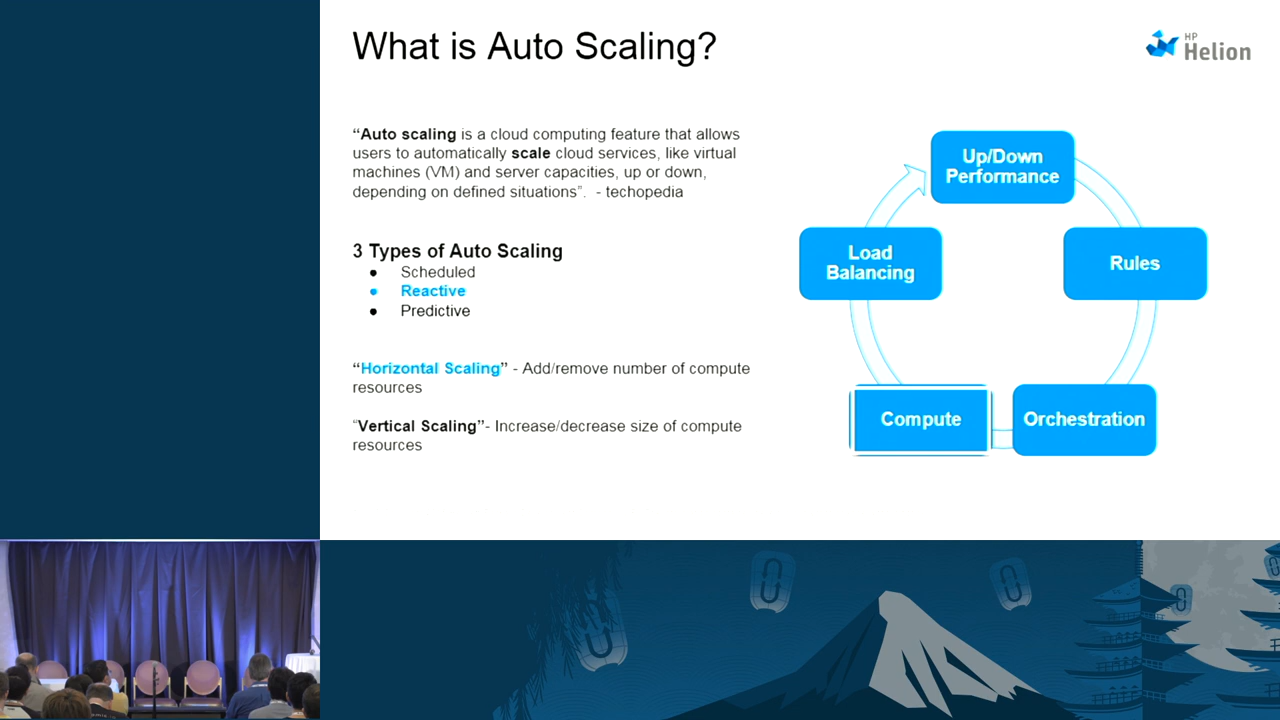 What is Auto Scaling?
HP
Helion
“Auto scaling is a cloud computing feature that allows
users to automatically scale cloud services, like virtual
machines (VM) and server capacities, up or down,
depending on defined situations”.  - techopedia
3 Types of Auto Scaling
● Scheduled
● Reactive
● Predictive
“Horizontal Scaling” - Add/remove number of compute
resources
“Vertical Scaling”- Increase/decrease size of compute
resources
Up/Down
Performance
Rules
Orchestration
Compute
Load
Balancing